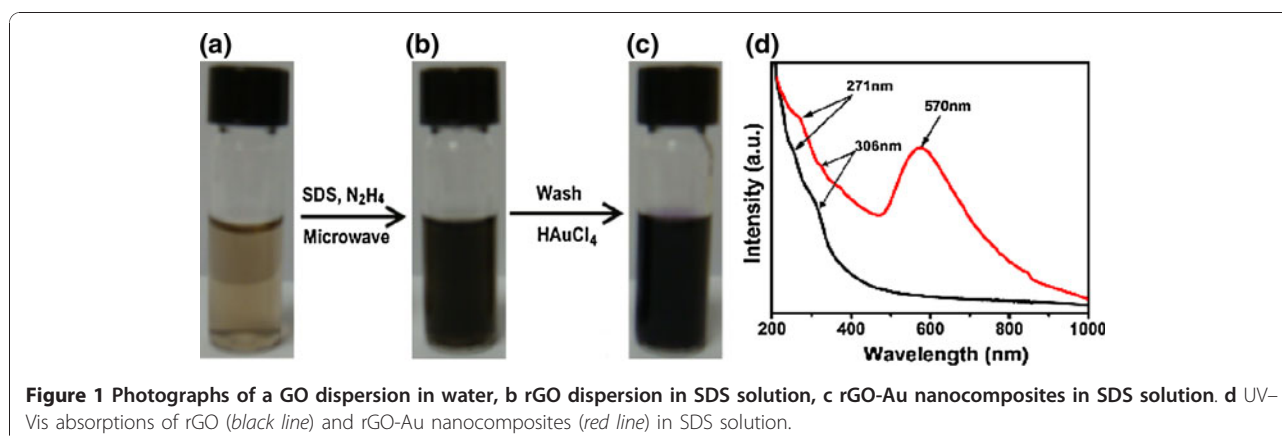 (a)
(b)
(c)
(d)
SDS, N₂H₄
Microwave
Wash
HAuCl₄
271nm
306nm
570nm
Intensity (a.u.)
200
400
600
800
1000
Wavelength (nm)
Figure 1 Photographs of a GO dispersion in water, b rGO dispersion in SDS solution, c rGO-Au nanocomposites in SDS solution. d UV–
Vis absorptions of rGO (black line) and rGO-Au nanocomposites (red line) in SDS solution.